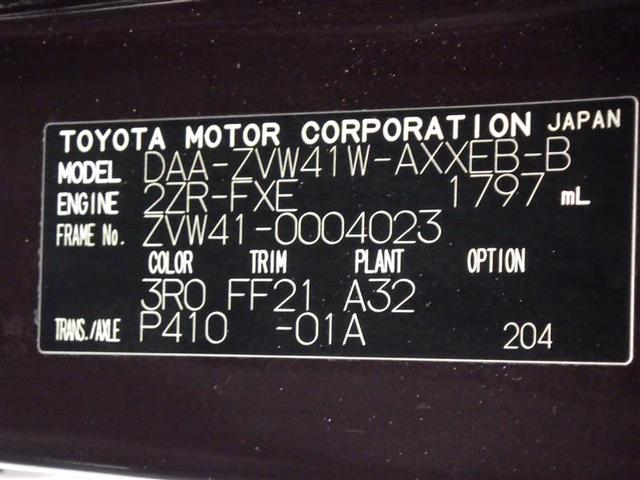 TOYOTA MOTOR CORPORATION JAPAN
MODEL DAA-ZVW41W-AXXEB-B
ENGINE 2ZR-FXE 1797 mL
FRAME No. ZVW41-0004023
COLOR TRIM PLANT OPTION
3R0 FF21 A32
TRANS./AXLE P410 -01A 204